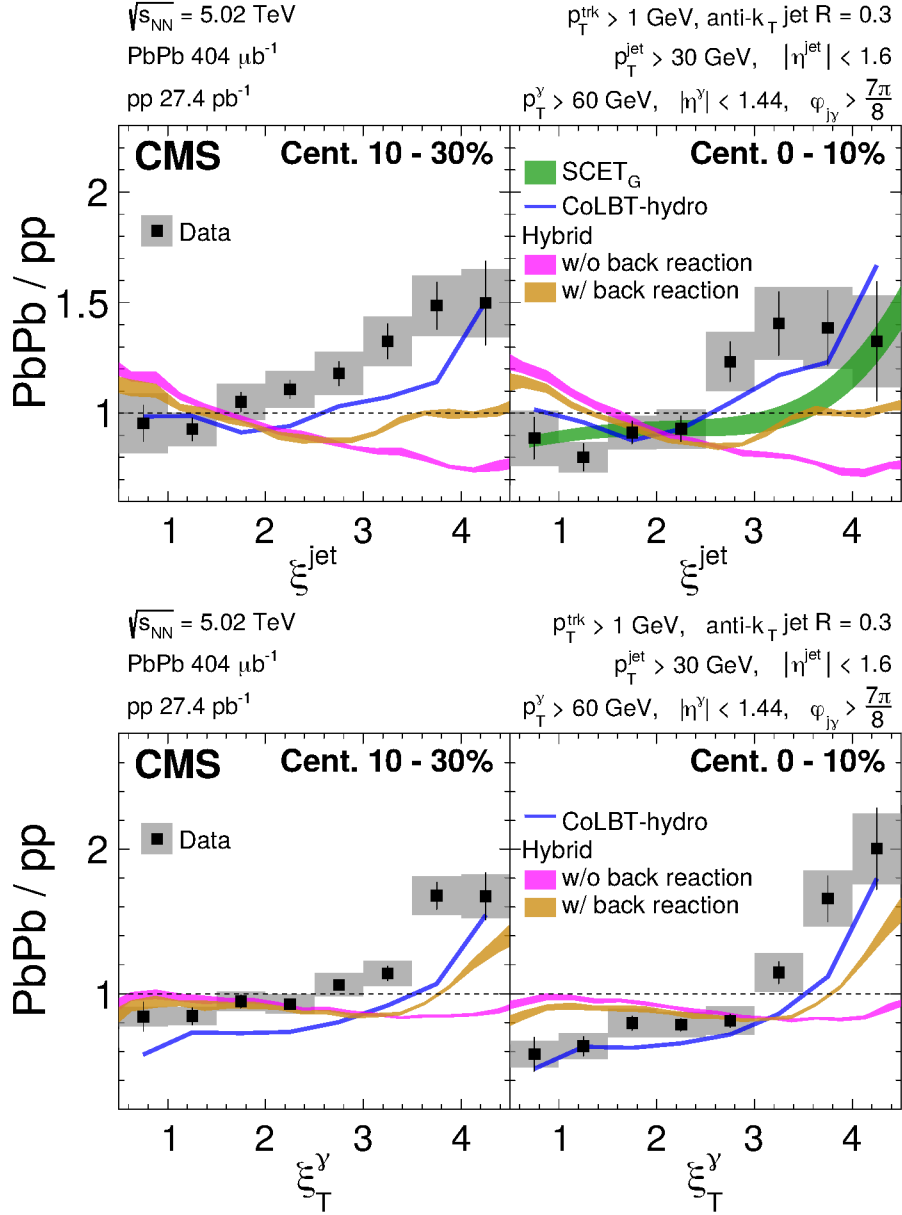 √s_NN = 5.02 TeV
p_T^trk > 1 GeV, anti-k_T jet R = 0.3
PbPb 404 μb⁻¹
p_T^jet > 30 GeV, |η^jet| < 1.6
pp 27.4 pb⁻¹
p_T^γ > 60 GeV, |η^γ| < 1.44, φ_jγ > 7π/8
CMS Cent. 10 - 30%
Cent. 0 - 10%
SCET_G
CoLBT-hydro
Data
Hybrid
w/o back reaction
w/ back reaction
PbPb / pp
2
1.5
1
1 2 3 4
1 2 3 4
ξ^jet
ξ^jet
√s_NN = 5.02 TeV
p_T^trk > 1 GeV, anti-k_T jet R = 0.3
PbPb 404 μb⁻¹
p_T^jet > 30 GeV, |η^jet| < 1.6
pp 27.4 pb⁻¹
p_T^γ > 60 GeV, |η^γ| < 1.44, φ_jγ > 7π/8
CMS Cent. 10 - 30%
Cent. 0 - 10%
CoLBT-hydro
Data
Hybrid
w/o back reaction
w/ back reaction
PbPb / pp
2
1
1 2 3 4
1 2 3 4
ξ_T^γ
ξ_T^γ